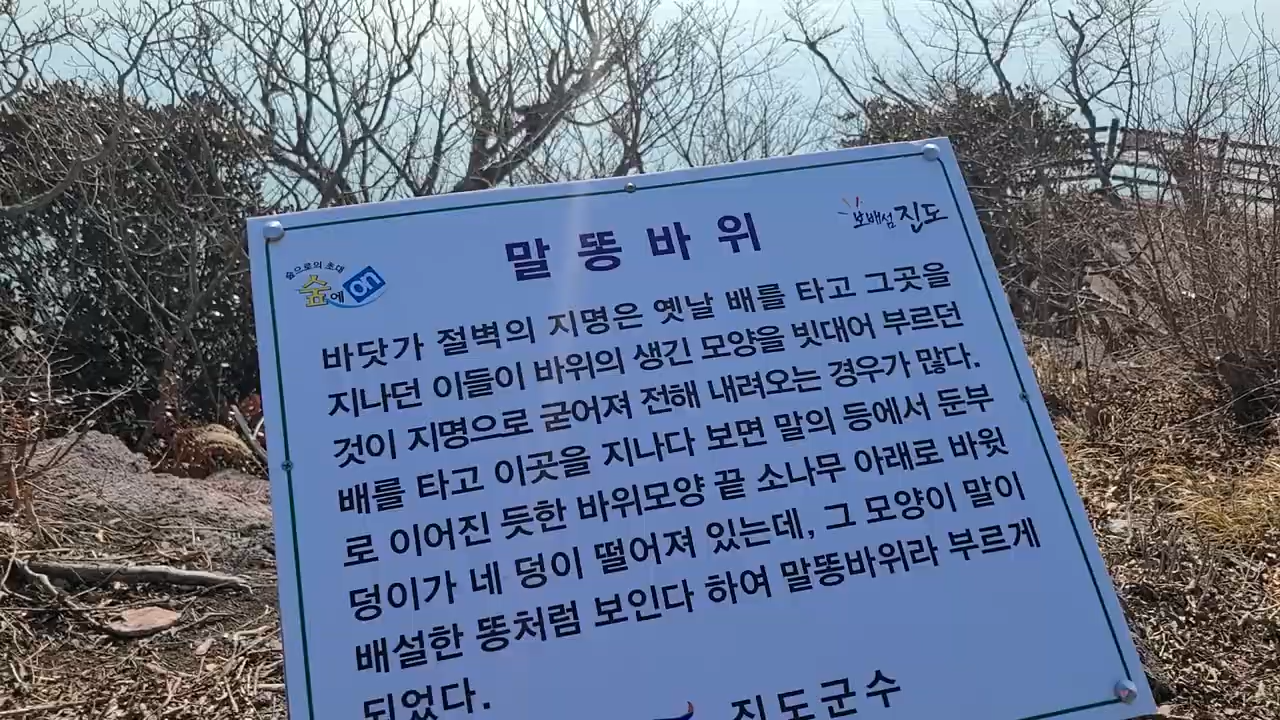 보배섬 진도
말똥바위
숲으로의 초대
숲에 on
바닷가 절벽의 지명은 옛날 배를 타고 그곳을
지나던 이들이 바위의 생긴 모양을 빗대어 부르던
것이 지명으로 굳어져 전해 내려오는 경우가 많다.
배를 타고 이곳을 지나다 보면 말의 등에서 둔부
로 이어진 듯한 바위모양 끝 소나무 아래로 바윗
덩이가 네 덩이 떨어져 있는데, 그 모양이 말이
배설한 똥처럼 보인다 하여 말똥바위라 부르게
되었다.
진도군수